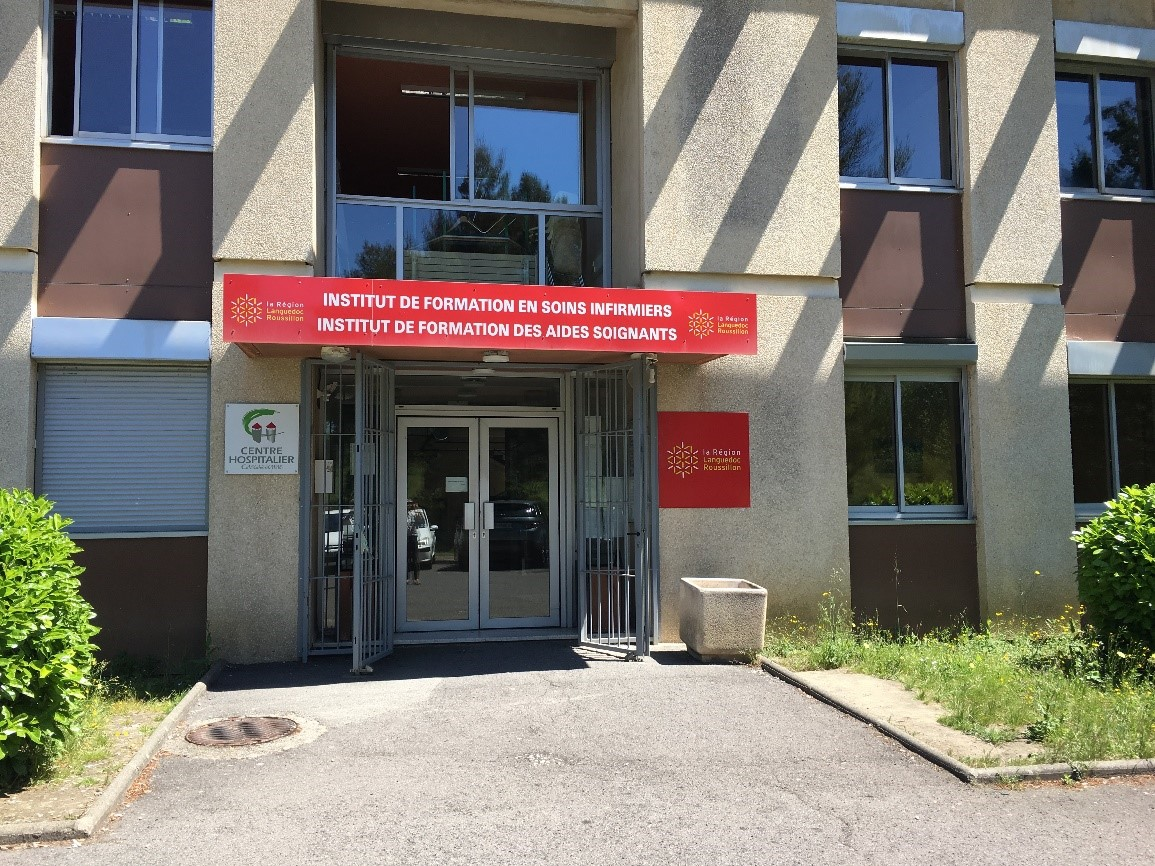 la Région
Languedoc
Roussillon
INSTITUT DE FORMATION EN SOINS INFIRMIERS
INSTITUT DE FORMATION DES AIDES SOIGNANTS
la Région
Languedoc
Roussillon
CENTRE
HOSPITALIER
Carcassonne
la Région
Languedoc
Roussillon